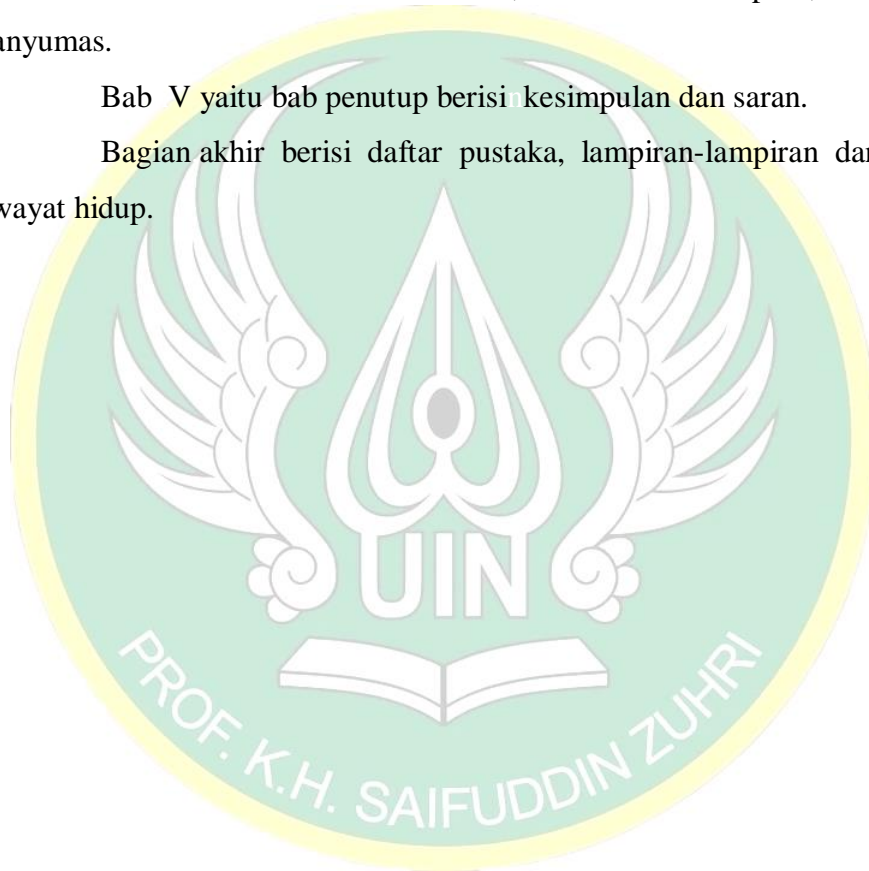 anyumas.
Bab V yaitu bab penutup berisi kesimpulan dan saran.
Bagian akhir berisi daftar pustaka, lampiran-lampiran dan
wayat hidup.
UIN
PROF. K.H. SAIFUDDIN ZUHRI